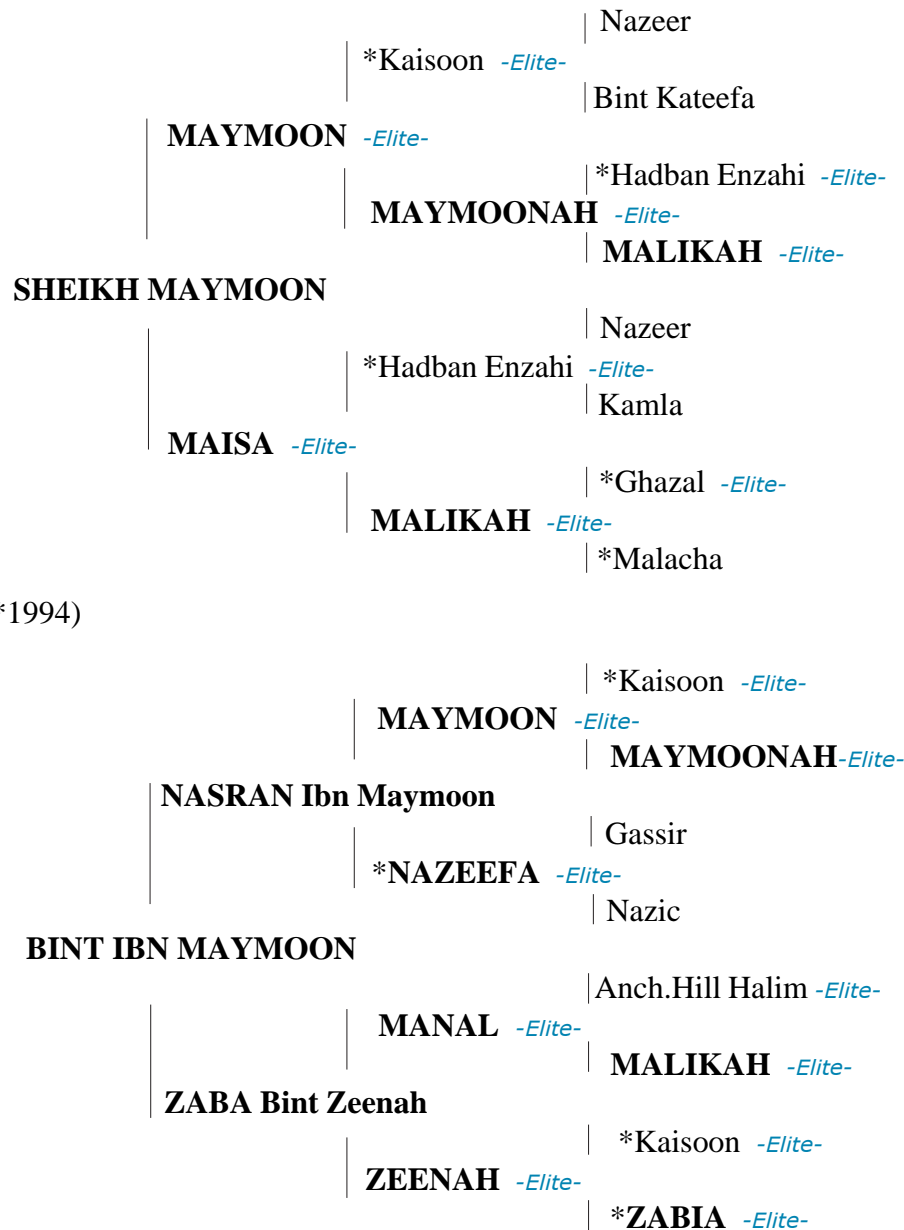 Nazeer
*Kaisoon -Elite-
Bint Kateefa
MAYMOON -Elite-
*Hadban Enzahi -Elite-
MAYMOONAH -Elite-
MALIKAH -Elite-
SHEIKH MAYMOON
Nazeer
*Hadban Enzahi -Elite-
Kamla
MAISA -Elite-
*Ghazal -Elite-
MALIKAH -Elite-
*Malacha
*1994)
*Kaisoon -Elite-
MAYMOON -Elite-
MAYMOONAH-Elite-
NASRAN Ibn Maymoon
Gassir
*NAZEEFA -Elite-
Nazic
BINT IBN MAYMOON
Anch.Hill Halim -Elite-
MANAL -Elite-
MALIKAH -Elite-
ZABA Bint Zeenah
*Kaisoon -Elite-
ZEENAH -Elite-
*ZABIA -Elite-